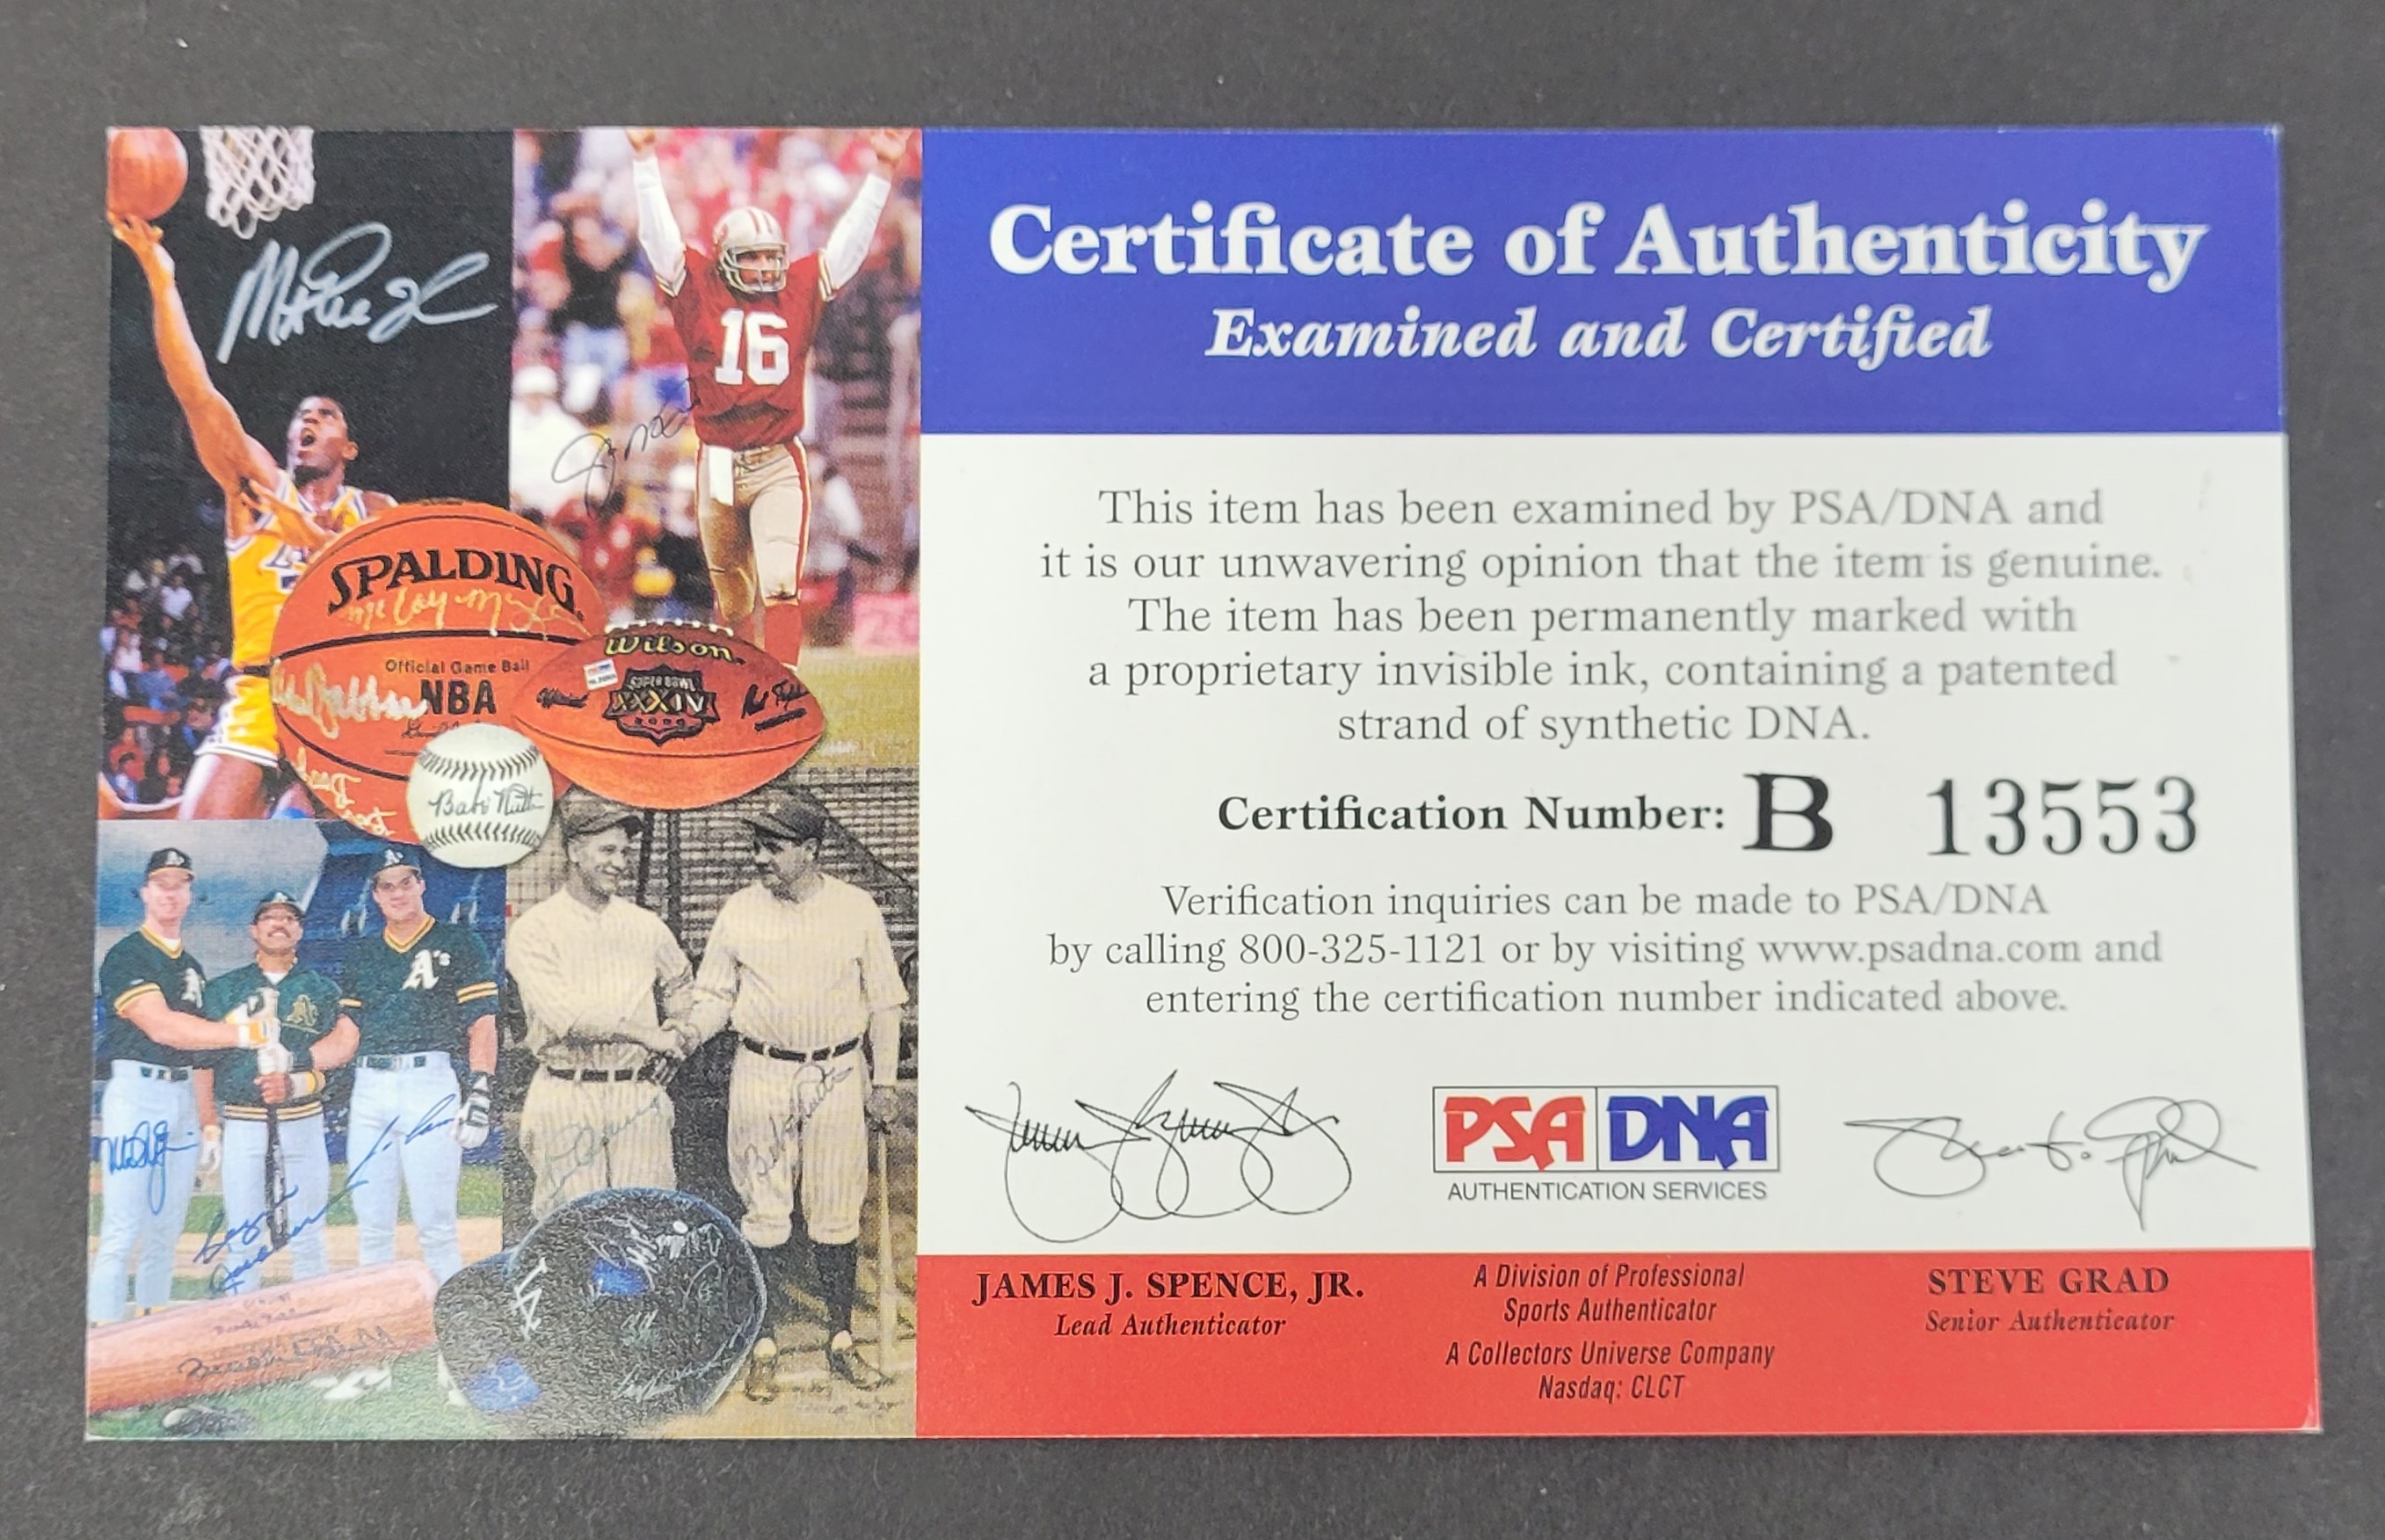 Certificate of Authenticity
Examined and Certified
This item has been examined by PSA/DNA and
it is our unwavering opinion that the item is genuine.
The item has been permanently marked with
a proprietary invisible ink, containing a patented
strand of synthetic DNA.
Certification Number: B 13553
Verification inquiries can be made to PSA/DNA
by calling 800-325-1121 or by visiting www.psadna.com and
entering the certification number indicated above.
PSA DNA
AUTHENTICATION SERVICES
JAMES J. SPENCE, JR.
Lead Authenticator
A Division of Professional
Sports Authenticator
A Collectors Universe Company
Nasdaq: CLCT
STEVE GRAD
Senior Authenticator
16
SPALDING
Official Game Ball
NBA
Wilson
SUPER BOWL
XXXIV
2000
Babe Ruth
A's